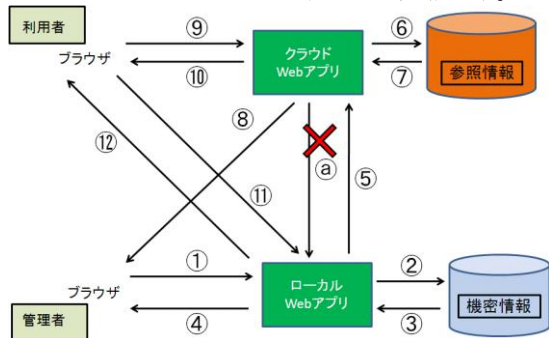 利用者
ブラウザ
⑨
⑩
クラウド
Webアプリ
⑥
⑦
参照情報
⑧
⑫
ⓐ
⑪
⑤
ブラウザ
管理者
①
④
ローカル
Webアプリ
②
③
機密情報